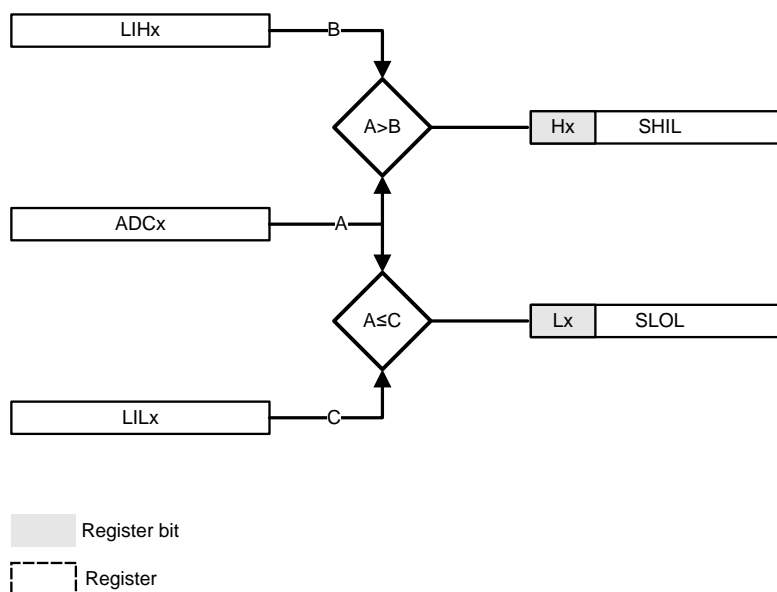 LIHx
B
A>B
Hx
SHIL
ADCx
A
A≤C
Lx
SLOL
LILx
C
Register bit
Register